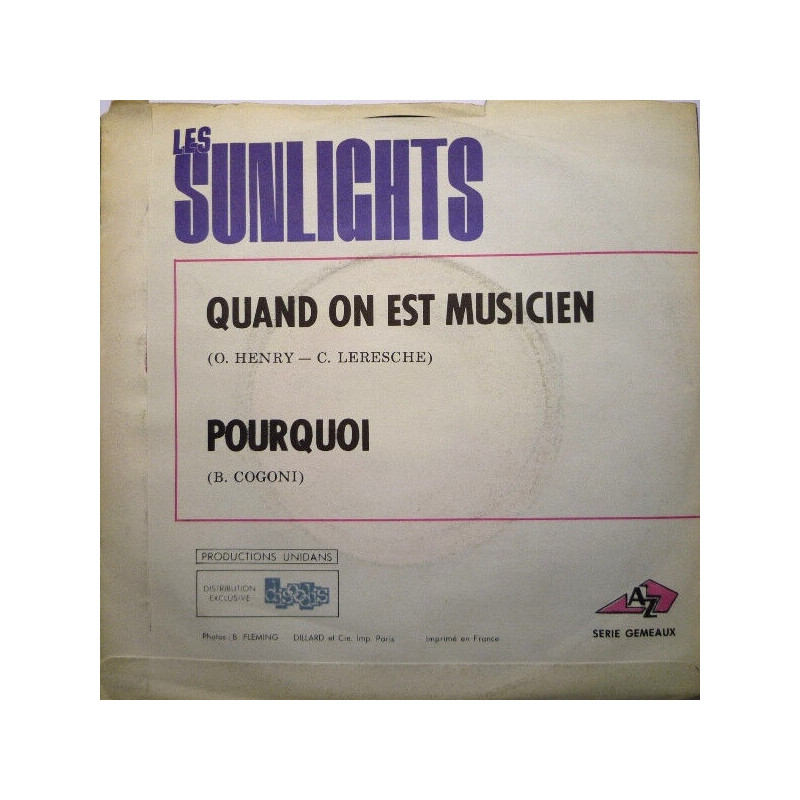 LES
SUNLIGHTS
QUAND ON EST MUSICIEN
(O. HENRY — C. LERESCHE)
POURQUOI
(B. COGONI)
PRODUCTIONS UNIDANS
DISTRIBUTION
EXCLUSIVE
discodis
AZ
SERIE GEMEAUX
Photos : B. FLEMING DILLARD et Cie. Imp. Paris Imprimé en France